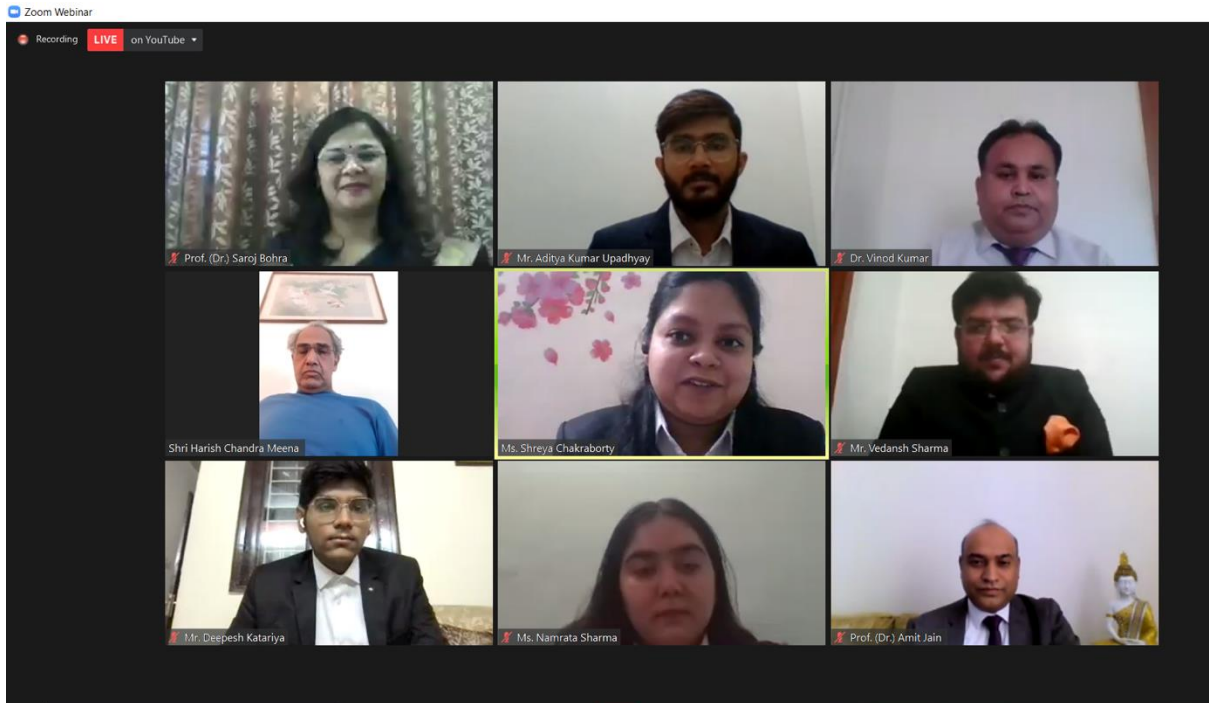 Zoom Webinar
Recording LIVE on YouTube
Prof. (Dr.) Saroj Bohra
Mr. Aditya Kumar Upadhyay
Dr. Vinod Kumar
Shri Harish Chandra Meena
Ms. Shreya Chakraborty
Mr. Vedansh Sharma
Mr. Deepesh Katariya
Ms. Namrata Sharma
Prof. (Dr.) Amit Jain